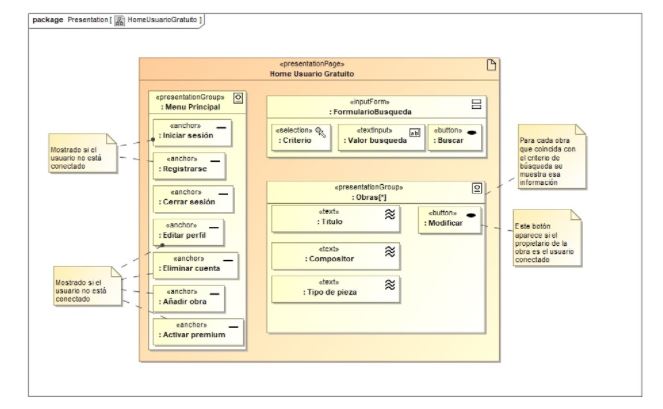 package Presentation [ HomeUsuarioGratuito ]
«presentationPage»
Home Usuario Gratuito
«presentationGroup»
: Menu Principal
«anchor»
: Iniciar sesión
«anchor»
: Registrarse
«anchor»
: Cerrar sesión
«anchor»
: Editar perfil
«anchor»
: Eliminar cuenta
«anchor»
: Añadir obra
«anchor»
: Activar premium
Mostrado si el
usuario no está
conectado
Mostrado si el
usuario no está
conectado
«inputForm»
: FormularioBusqueda
«selection»
: Criterio
«textInput»
ab
: Valor busqueda
«button»
: Buscar
«presentationGroup»
: Obras[*]
«text»
: Titulo
«button»
: Modificar
«text»
: Compositor
«text»
: Tipo de pieza
Para cada obra
que coincida con
el criterio de
búsqueda se
muestra esa
información
Este botón
aparece si el
propietario de la
obra es el usuario
conectado